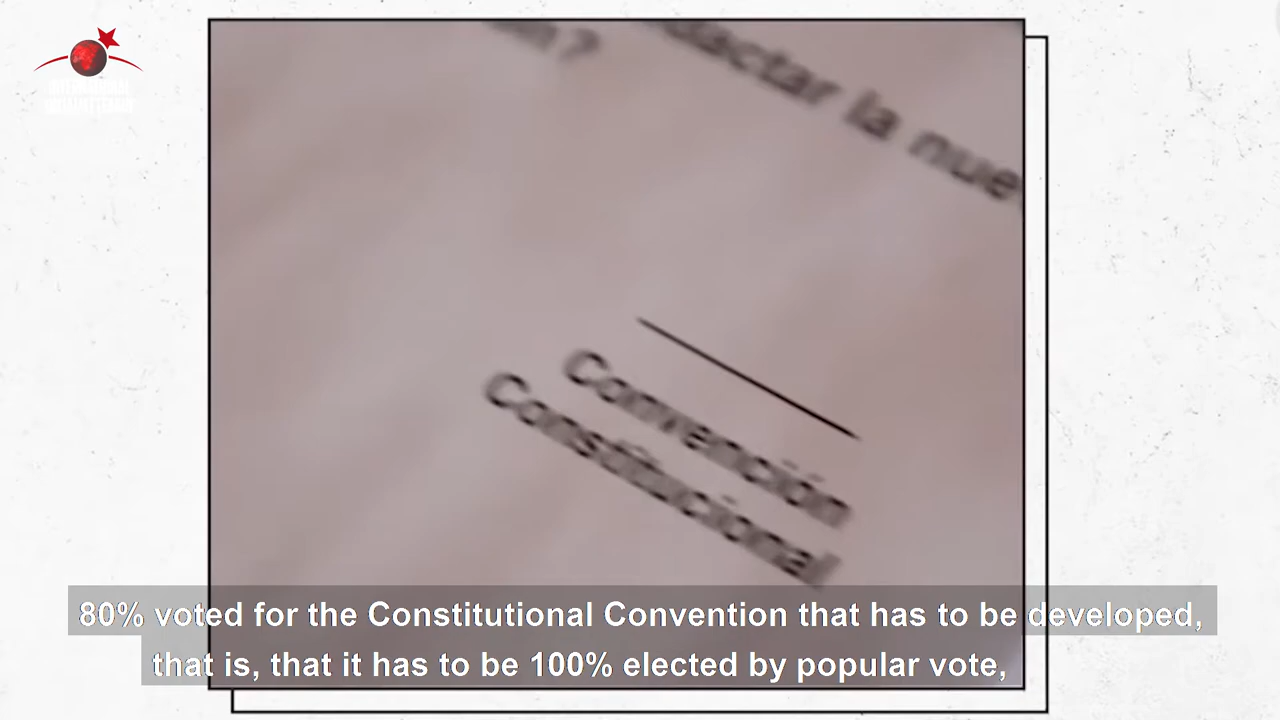 redactar la nue
Convención
Constitucional
80% voted for the Constitutional Convention that has to be developed,
that is, that it has to be 100% elected by popular vote,